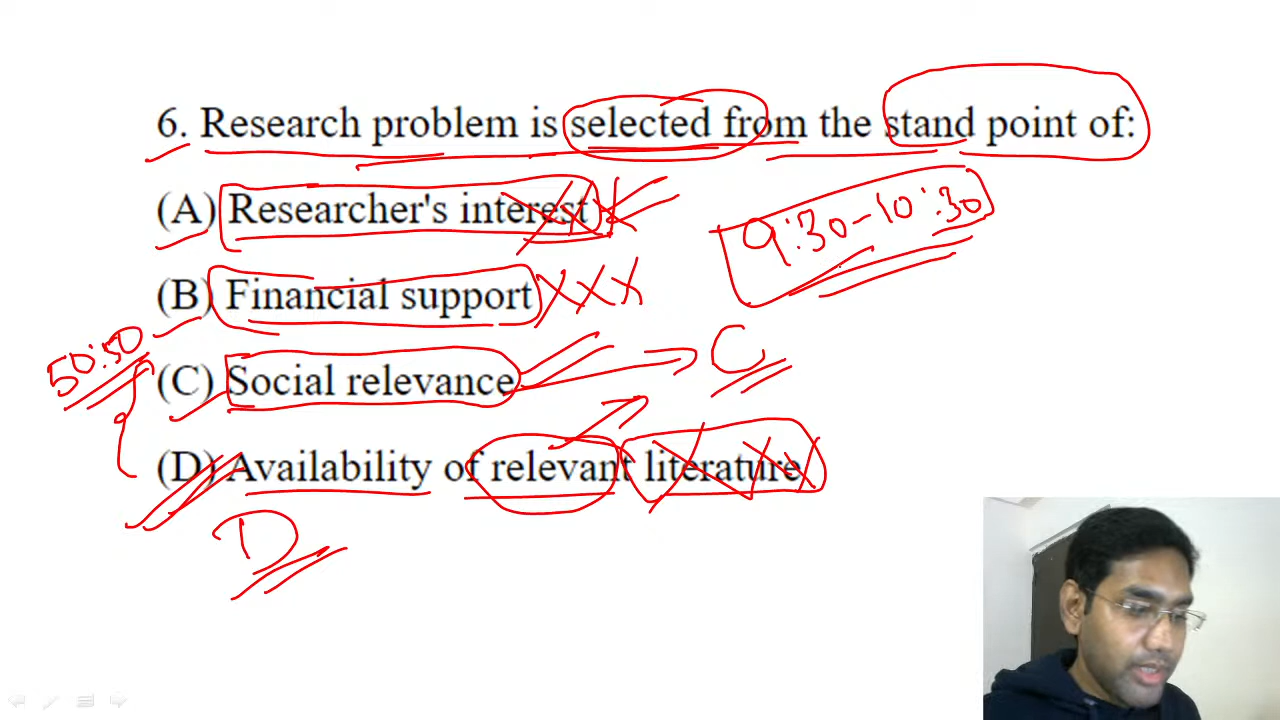 6. Research problem is selected from the stand point of:
(A) Researcher's interest
9:30-10:30
(B) Financial support
50:50
(C) Social relevance
C
(D) Availability of relevant literature
D